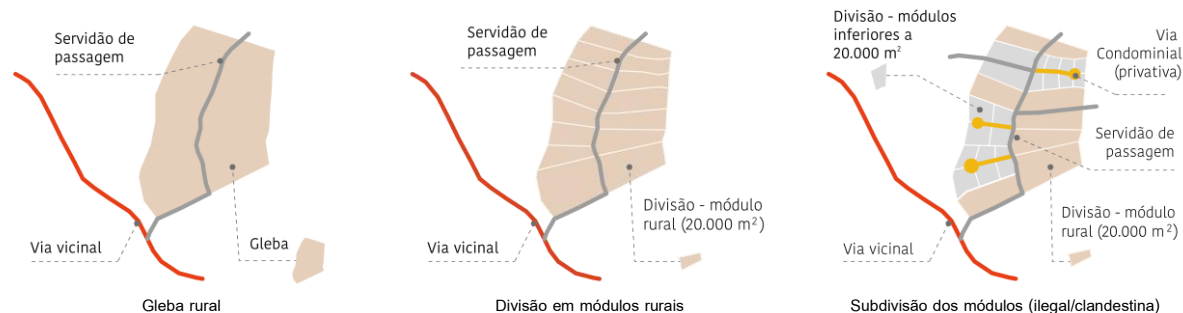 Servidão de
passagem
Via vicinal
Gleba
Gleba rural
Servidão de
passagem
Divisão - módulo
rural (20.000 m²)
Via vicinal
Divisão em módulos rurais
Divisão - módulos
inferiores a
20.000 m²
Via
Condominial
(privativa)
Servidão de
passagem
Divisão - módulo
rural (20.000 m²)
Via vicinal
Subdivisão dos módulos (ilegal/clandestina)